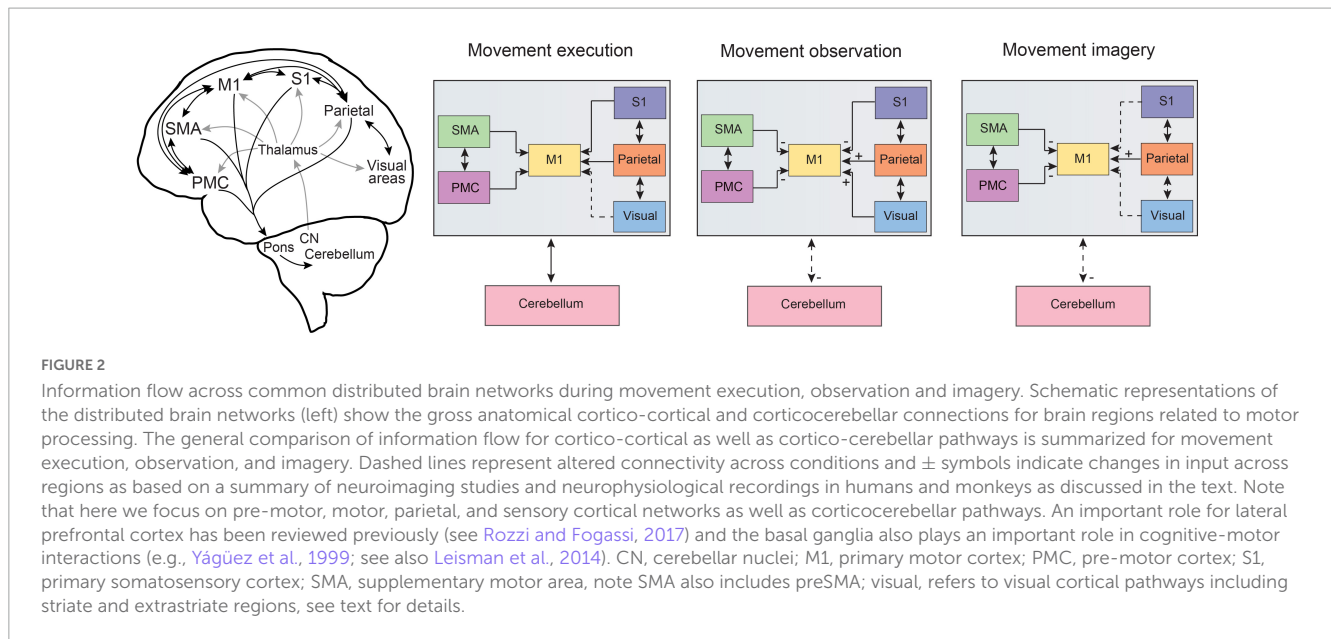 Movement execution
Movement observation
Movement imagery
M1
S1
SMA
Parietal
Thalamus
PMC
Visual
areas
CN
Pons
Cerebellum
SMA
PMC
M1
S1
Parietal
Visual
Cerebellum
SMA
PMC
-
-
M1
-
+
+
S1
Parietal
Visual
-
Cerebellum
SMA
PMC
-
-
M1
+
S1
Parietal
Visual
-
Cerebellum
FIGURE 2
Information flow across common distributed brain networks during movement execution, observation and imagery. Schematic representations of
the distributed brain networks (left) show the gross anatomical cortico-cortical and corticocerebellar connections for brain regions related to motor
processing. The general comparison of information flow for cortico-cortical as well as cortico-cerebellar pathways is summarized for movement
execution, observation, and imagery. Dashed lines represent altered connectivity across conditions and ± symbols indicate changes in input across
regions as based on a summary of neuroimaging studies and neurophysiological recordings in humans and monkeys as discussed in the text. Note
that here we focus on pre-motor, motor, parietal, and sensory cortical networks as well as corticocerebellar pathways. An important role for lateral
prefrontal cortex has been reviewed previously (see Rozzi and Fogassi, 2017) and the basal ganglia also plays an important role in cognitive-motor
interactions (e.g., Yágüez et al., 1999; see also Leisman et al., 2014). CN, cerebellar nuclei; M1, primary motor cortex; PMC, pre-motor cortex; S1,
primary somatosensory cortex; SMA, supplementary motor area, note SMA also includes preSMA; visual, refers to visual cortical pathways including
striate and extrastriate regions, see text for details.